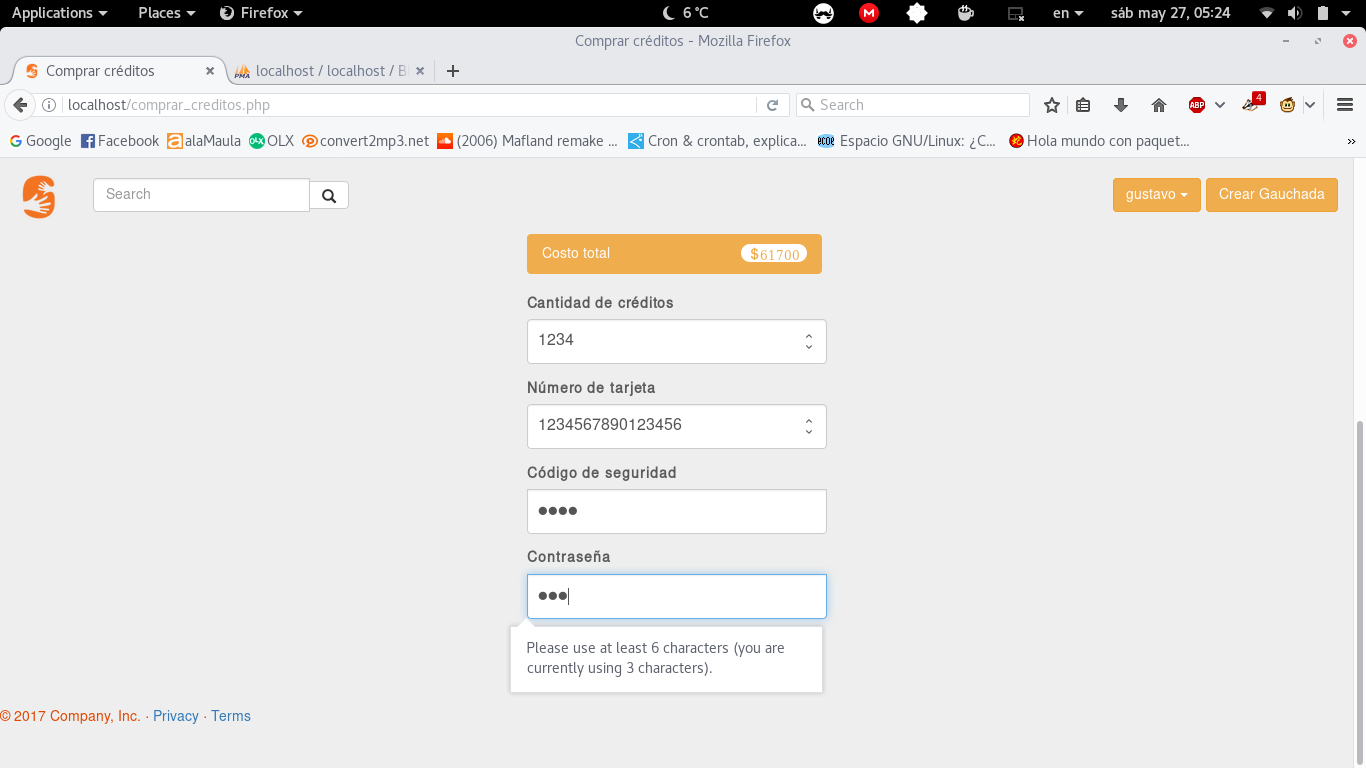 Applications Places Firefox 6 °C en sáb may 27, 05:24
Comprar créditos - Mozilla Firefox
Comprar créditos localhost / localhost / B
localhost/comprar_creditos.php Search ABP 4
Google Facebook alaMaula OLX convert2mp3.net (2006) Mafland remake ... Cron & crontab, explica... Espacio GNU/Linux: ¿C... Hola mundo con paquet...
Search gustavo Crear Gauchada
Costo total $61700
Cantidad de créditos
1234
Número de tarjeta
1234567890123456
Código de seguridad
●●●●
Contraseña
●●●
Please use at least 6 characters (you are
currently using 3 characters).
© 2017 Company, Inc. · Privacy · Terms